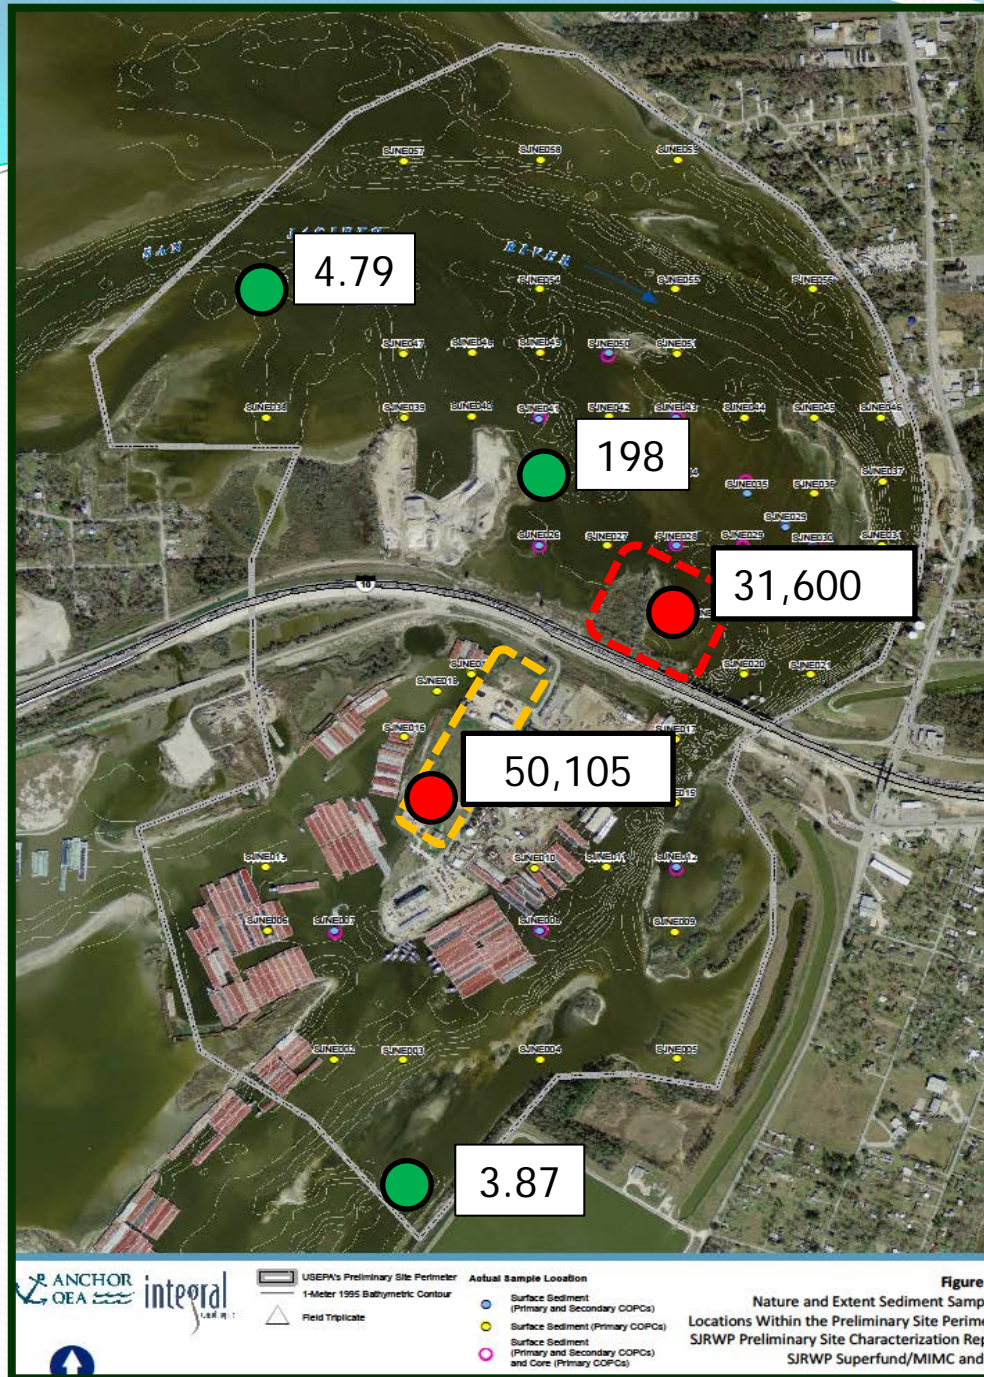 SJNE057
SJNE058
SJNE055
SAN
RIVER
4.79
SJNE054
SJNE055
SJNE056
SJNE047
SJNE048
SJNE049
SJNE050
SJNE051
SJNE038
SJNE039
SJNE040
SJNE041
SJNE042
SJNE043
SJNE044
SJNE045
SJNE046
198
SJNE035
SJNE036
SJNE037
SJNE029
SJNE026
SJNE027
SJNE028
SJNE029
SJNE030
SJNE031
10
31,600
SJNE020
SJNE021
SJNE018
SJNE016
50,105
SJNE013
SJNE010
SJNE011
SJNE012
SJNE006
SJNE007
SJNE008
SJNE009
SJNE002
SJNE003
SJNE004
SJNE005
3.87
ANCHOR
QEA
integral
USEPA's Preliminary Site Perimeter
1-Meter 1995 Bathymetric Contour
Field Triplicate
Actual Sample Location
Surface Sediment
(Primary and Secondary COPCs)
Surface Sediment (Primary COPCs)
Surface Sediment
(Primary and Secondary COPCs)
and Core (Primary COPCs)
Figure
Nature and Extent Sediment Samp
Locations Within the Preliminary Site Perime
SJRWP Preliminary Site Characterization Rep
SJRWP Superfund/MIMC and